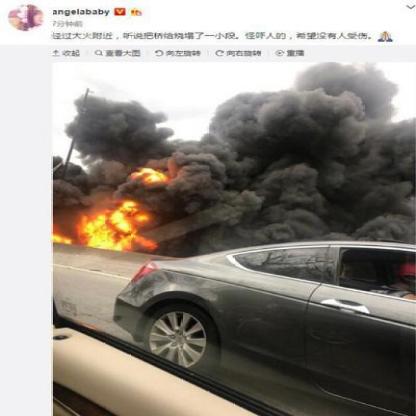 angelababy
7分钟前
经过大火附近，听说把桥给烧塌了一小段。怪吓人的，希望没有人受伤。
收起 查看大图 向左旋转 向右旋转 直播